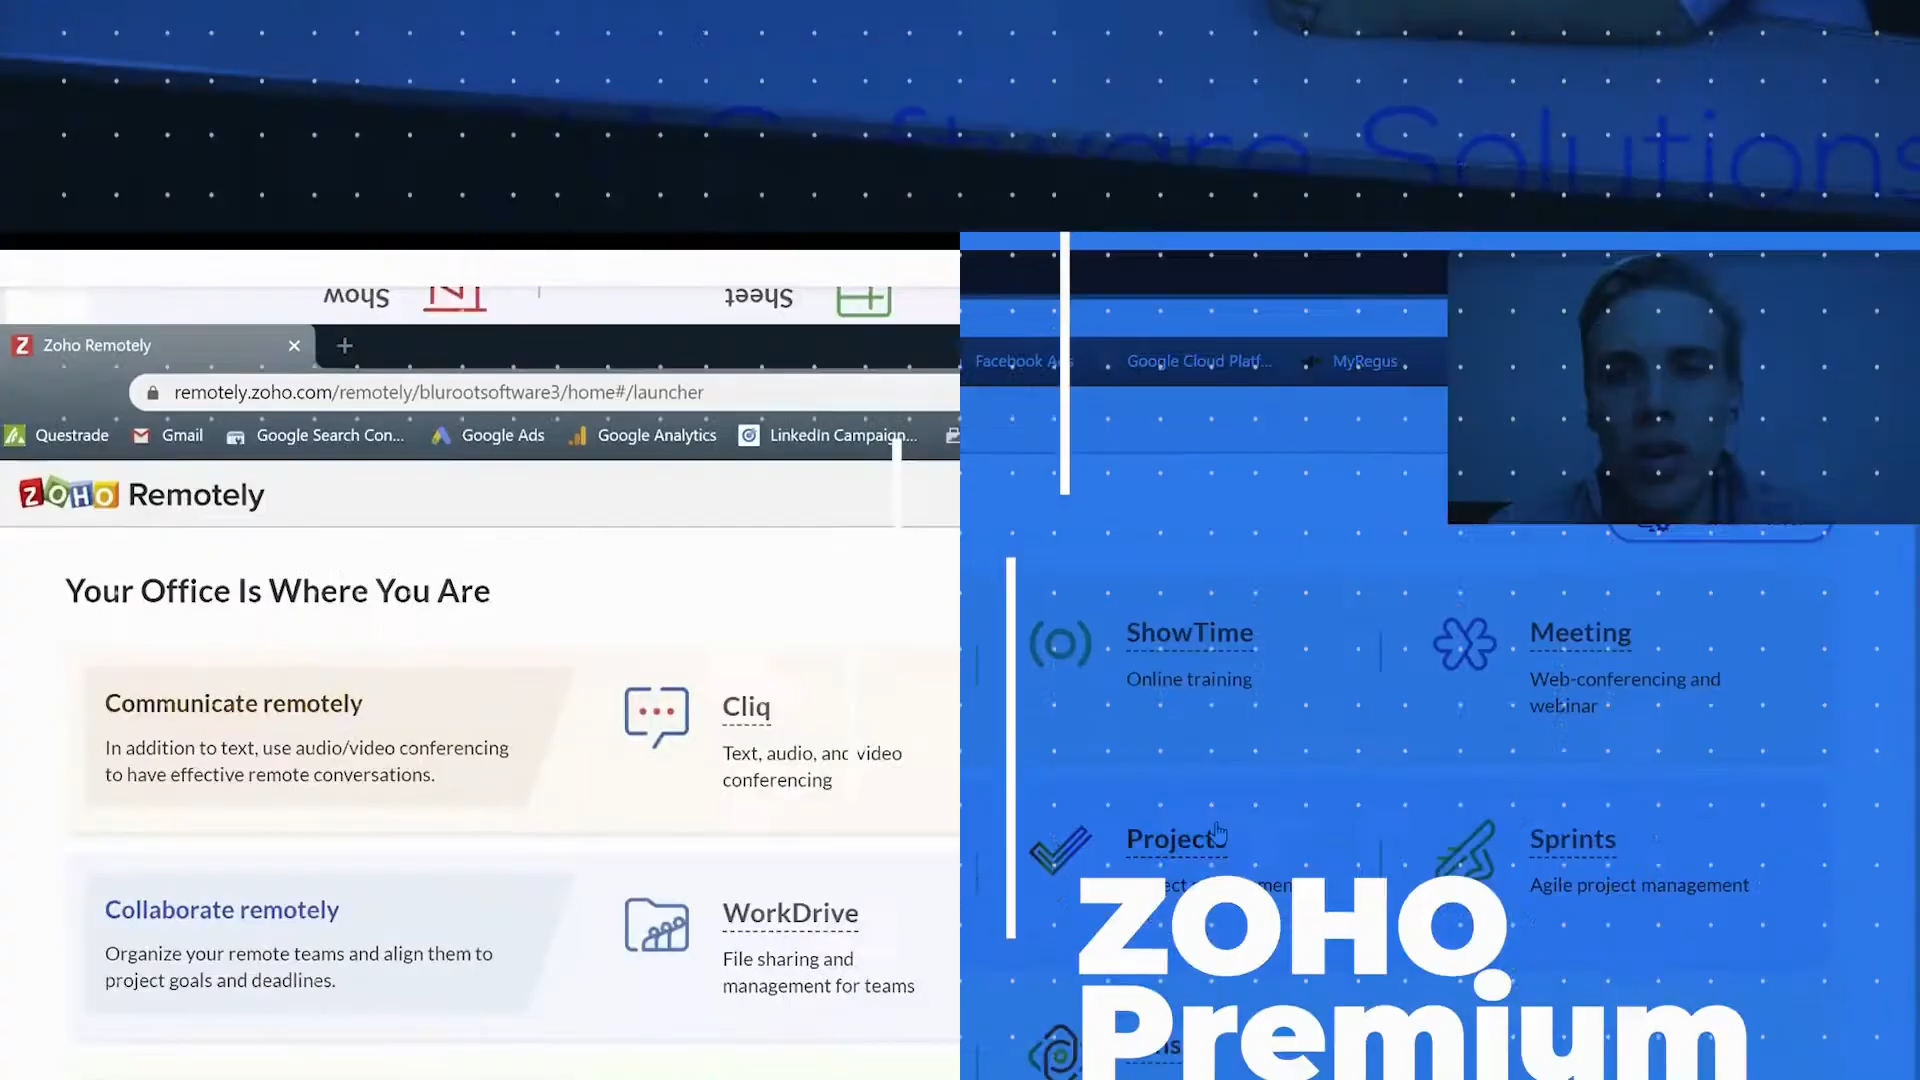 Software Solutions
Show Sheet
Zoho Remotely
remotely.zoho.com/remotely/blurootsoftware3/home#/launcher
Questrade Gmail Google Search Con... Google Ads Google Analytics LinkedIn Campaign...
Facebook Ads Google Cloud Platf... MyRegus
ZOHO Remotely
Your Office Is Where You Are
Communicate remotely
In addition to text, use audio/video conferencing
to have effective remote conversations.
Cliq
Text, audio, and video
conferencing
ShowTime
Online training
Meeting
Web-conferencing and
webinar
Collaborate remotely
Organize your remote teams and align them to
project goals and deadlines.
WorkDrive
File sharing and
management for teams
Projects
Sprints
Agile project management
ZOHO
Premium